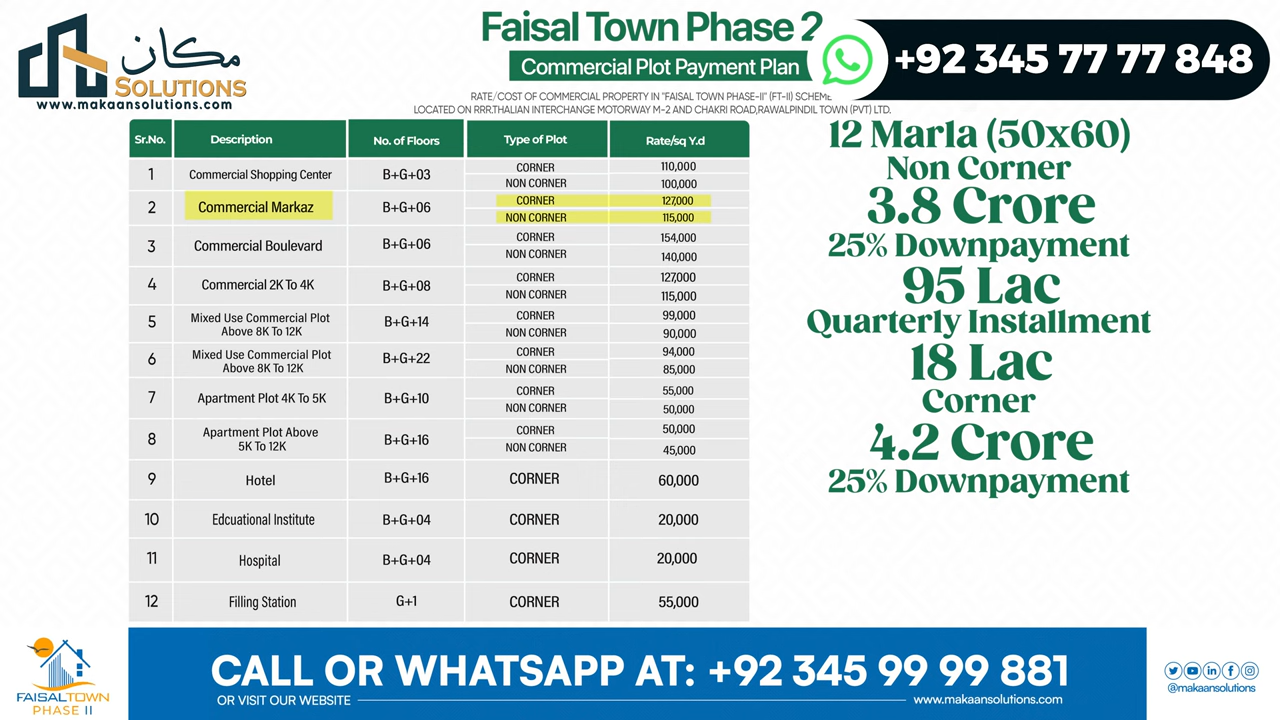 مکان
SOLUTIONS
www.makaansolutions.com
Faisal Town Phase 2
Commercial Plot Payment Plan
+92 345 77 77 848
RATE/COST OF COMMERCIAL PROPERTY IN "FAISAL TOWN PHASE-II" (FT-II) SCHEME
LOCATED ON RRR.THALIAN INTERCHANGE MOTORWAY M-2 AND CHAKRI ROAD,RAWALPINDIL TOWN (PVT) LTD.
Sr.No. Description No. of Floors Type of Plot Rate/sq Y.d
1 Commercial Shopping Center B+G+03 CORNER 110,000
NON CORNER 100,000
2 Commercial Markaz B+G+06 CORNER 127,000
NON CORNER 115,000
3 Commercial Boulevard B+G+06 CORNER 154,000
NON CORNER 140,000
4 Commercial 2K To 4K B+G+08 CORNER 127,000
NON CORNER 115,000
5 Mixed Use Commercial Plot B+G+14 CORNER 99,000
Above 8K To 12K NON CORNER 90,000
6 Mixed Use Commercial Plot B+G+22 CORNER 94,000
Above 8K To 12K NON CORNER 85,000
7 Apartment Plot 4K To 5K B+G+10 CORNER 55,000
NON CORNER 50,000
8 Apartment Plot Above B+G+16 CORNER 50,000
5K To 12K NON CORNER 45,000
9 Hotel B+G+16 CORNER 60,000
10 Edcuational Institute B+G+04 CORNER 20,000
11 Hospital B+G+04 CORNER 20,000
12 Filling Station G+1 CORNER 55,000
12 Marla (50x60)
Non Corner
3.8 Crore
25% Downpayment
95 Lac
Quarterly Installment
18 Lac
Corner
4.2 Crore
25% Downpayment
FAISALTOWN
PHASE II
CALL OR WHATSAPP AT: +92 345 99 99 881
OR VISIT OUR WEBSITE www.makaansolutions.com
@makaansolutions